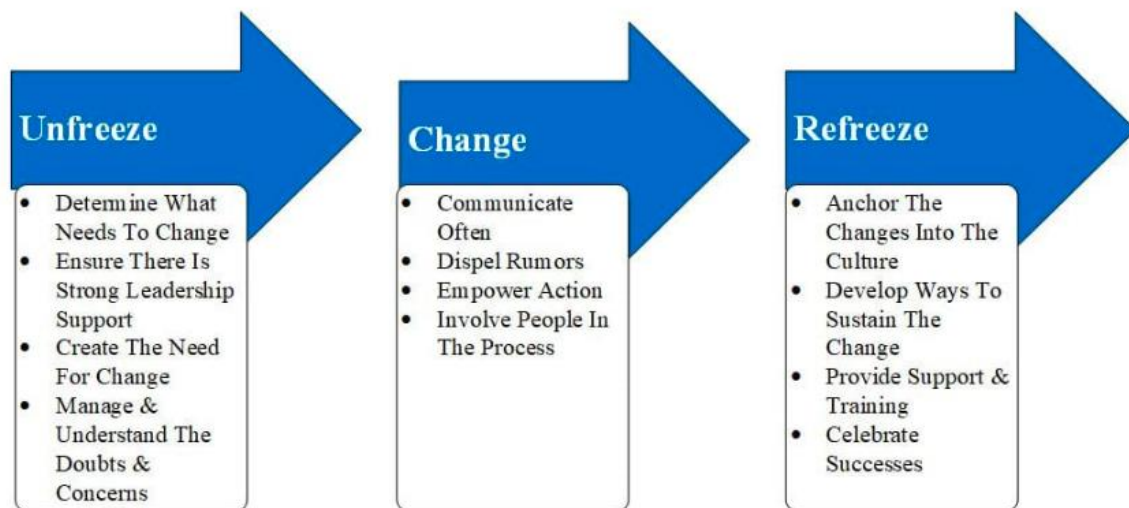 Unfreeze
• Determine What
Needs To Change
• Ensure There Is
Strong Leadership
Support
• Create The Need
For Change
• Manage &
Understand The
Doubts &
Concerns
Change
• Communicate
Often
• Dispel Rumors
• Empower Action
• Involve People In
The Process
Refreeze
• Anchor The
Changes Into The
Culture
• Develop Ways To
Sustain The
Change
• Provide Support &
Training
• Celebrate
Successes